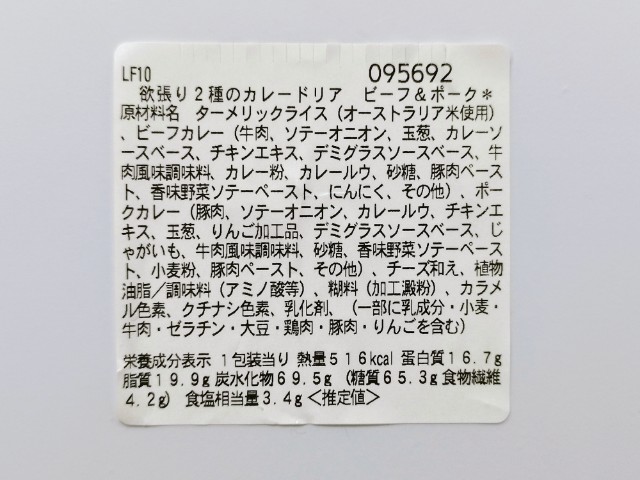 LF10 095692
欲張り2種のカレードリア ビーフ＆ポーク＊
原材料名 ターメリックライス（オーストラリア米使用）
、ビーフカレー（牛肉、ソテーオニオン、玉葱、カレーソ
ースベース、チキンエキス、デミグラスソースベース、牛
肉風味調味料、カレー粉、カレールウ、砂糖、豚肉ペース
ト、香味野菜ソテーペースト、にんにく、その他）、ポー
クカレー（豚肉、ソテーオニオン、カレールウ、チキンエ
キス、玉葱、りんご加工品、デミグラスソースベース、じ
ゃがいも、牛肉風味調味料、砂糖、香味野菜ソテーペース
ト、小麦粉、豚肉ペースト、その他）、チーズ和え、植物
油脂／調味料（アミノ酸等）、糊料（加工澱粉）、カラメ
ル色素、クチナシ色素、乳化剤、（一部に乳成分・小麦・
牛肉・ゼラチン・大豆・鶏肉・豚肉・りんごを含む）
栄養成分表示 1包装当り 熱量516kcal 蛋白質16.7g
脂質19.9g 炭水化物69.5g（糖質65.3g 食物繊維
4.2g） 食塩相当量3.4g＜推定値＞